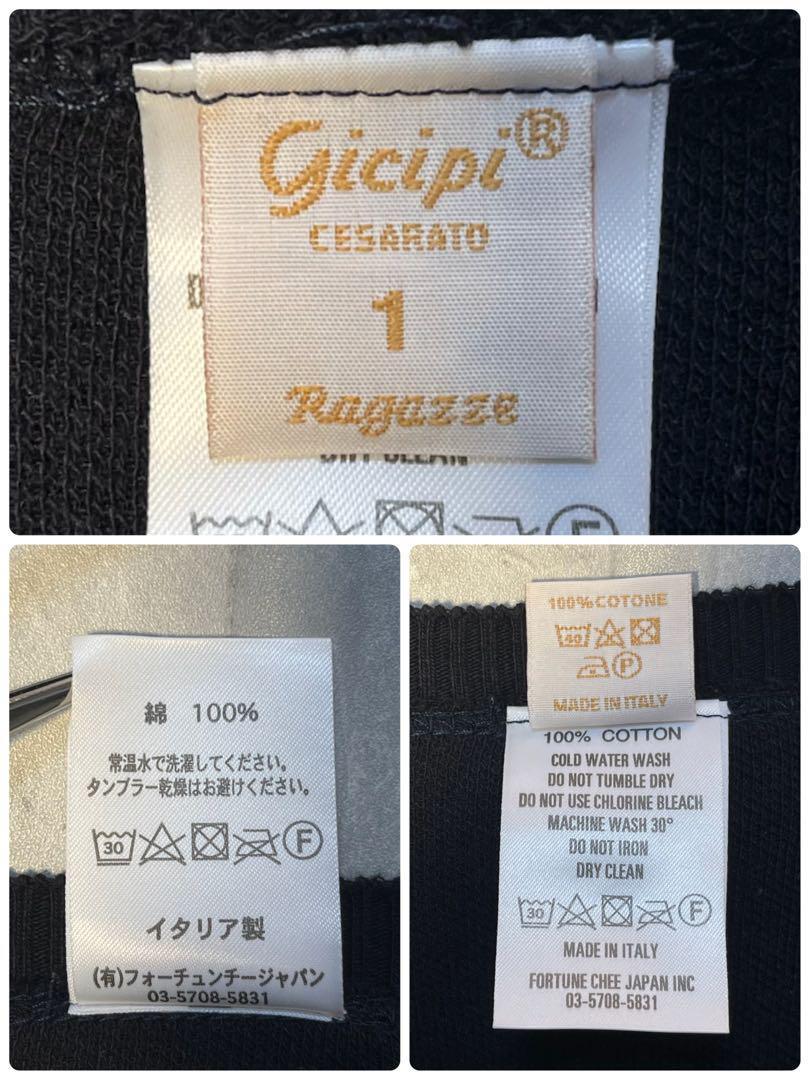 Gicipi®
CESARATO
1
Ragazze
DRY CLEAN
F
綿 100%
常温水で洗濯してください。
タンブラー乾燥はお避けください。
30
F
イタリア製
(有)フォーチュンチージャパン
03-5708-5831
100%COTONE
40
P
MADE IN ITALY
100% COTTON
COLD WATER WASH
DO NOT TUMBLE DRY
DO NOT USE CHLORINE BLEACH
MACHINE WASH 30°
DO NOT IRON
DRY CLEAN
30
F
MADE IN ITALY
FORTUNE CHEE JAPAN INC
03-5708-5831